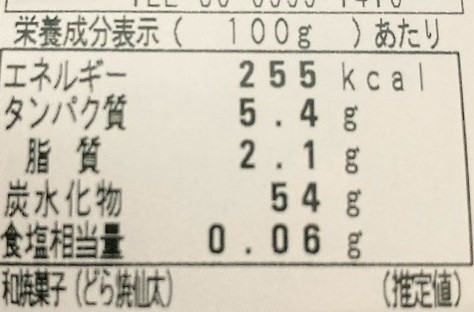 栄養成分表示( 100g )あたり
エネルギー 255 kcal
タンパク質 5.4 g
脂質 2.1 g
炭水化物 54 g
食塩相当量 0.06 g
和焼菓子(どら焼仙太) (推定値)